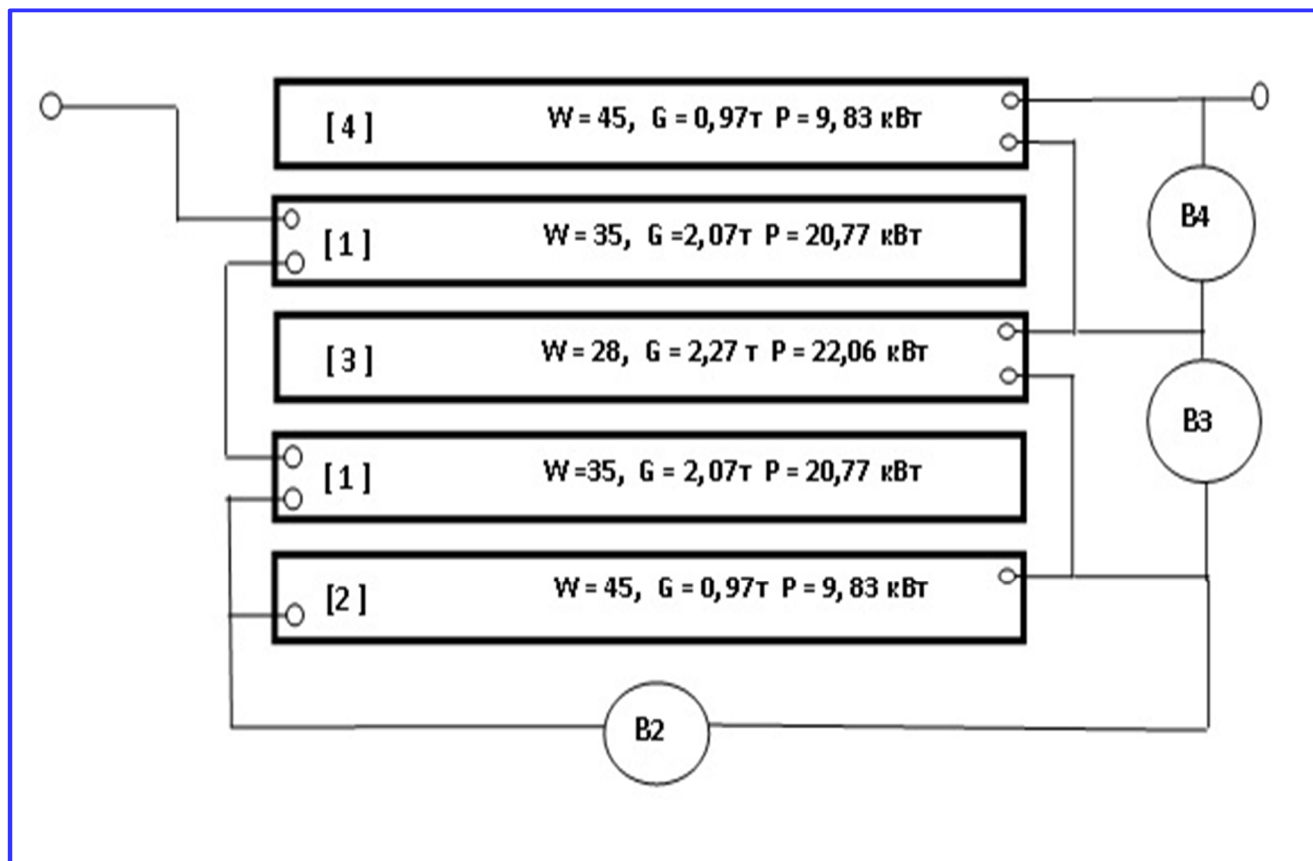 [ 4 ] W = 45, G = 0,97т P = 9, 83 кВт
B4
[ 1 ] W = 35, G =2,07т P = 20,77 кВт
[ 3 ] W = 28, G = 2,27 т P = 22,06 кВт
B3
[ 1 ] W =35, G = 2,07т P = 20,77 кВт
[2 ] W = 45, G = 0,97т P = 9, 83 кВт
B2